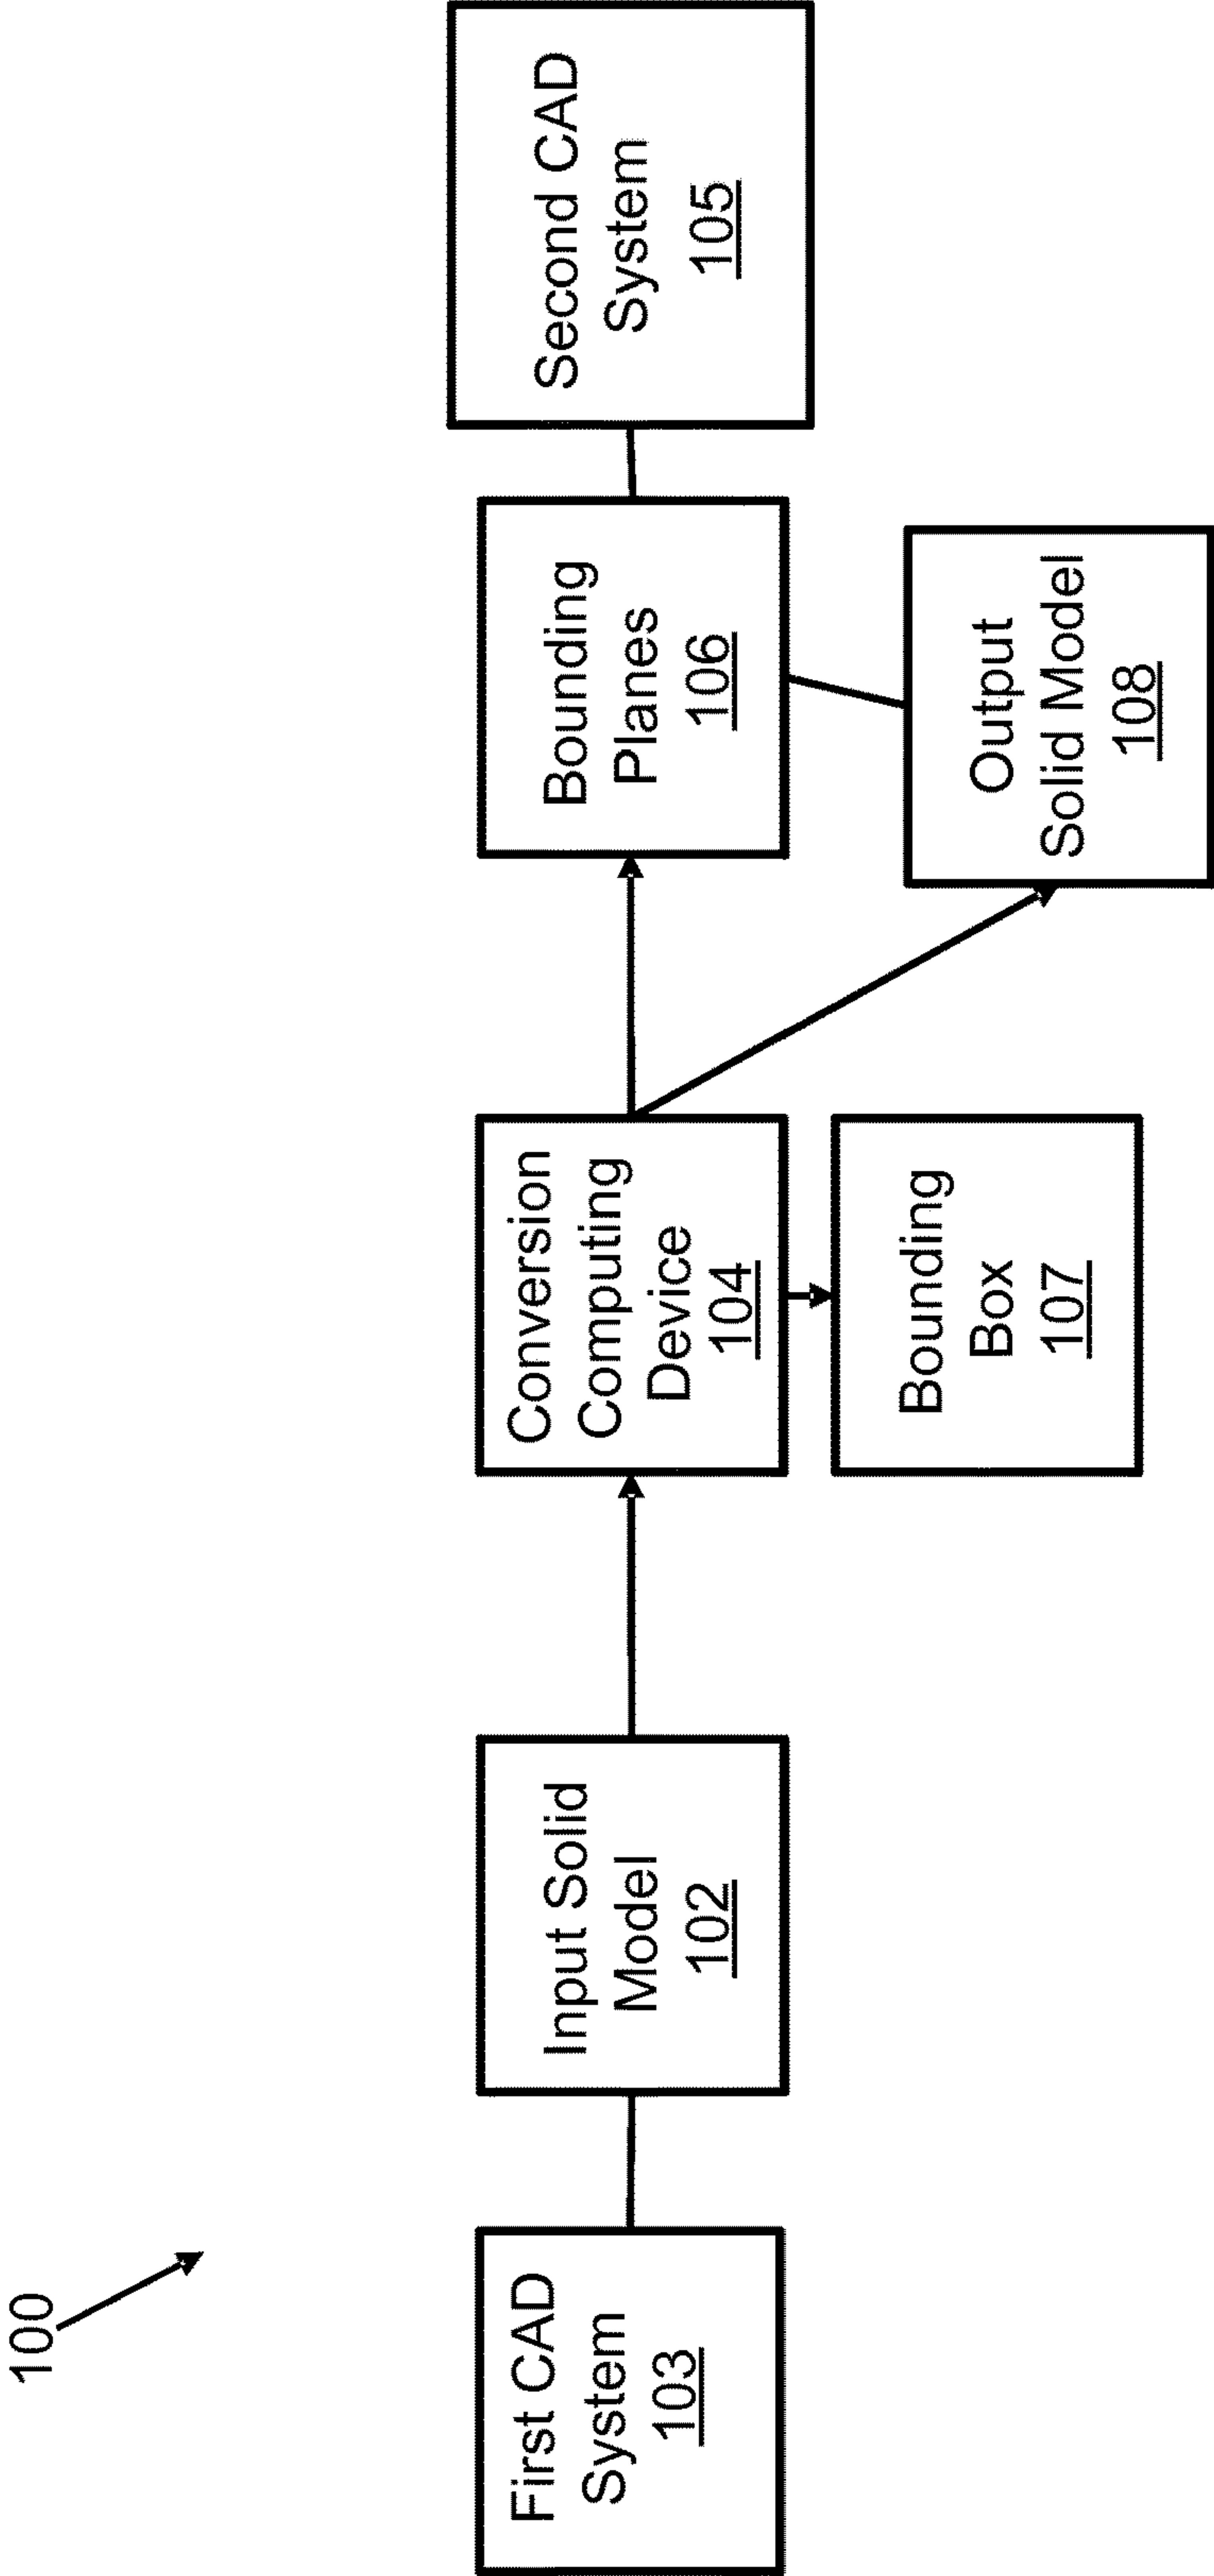 100
First CAD
System
103
Input Solid
Model
102
Conversion
Computing
Device
104
Bounding
Box
107
Bounding
Planes
106
Output
Solid Model
108
Second CAD
System
105